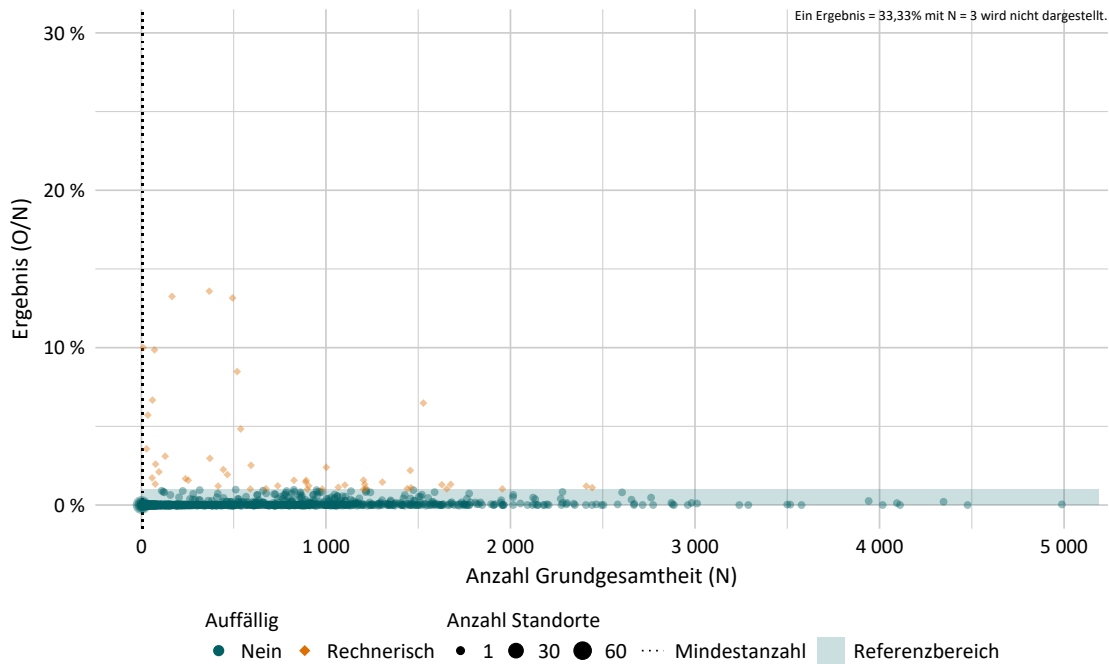 Ein Ergebnis = 33,33% mit N = 3 wird nicht dargestellt.
30 %
20 %
10 %
0 %
Ergebnis (O/N)
0 1 000 2 000 3 000 4 000 5 000
Anzahl Grundgesamtheit (N)
Auffällig Anzahl Standorte
Nein Rechnerisch 1 30 60 Mindestanzahl Referenzbereich